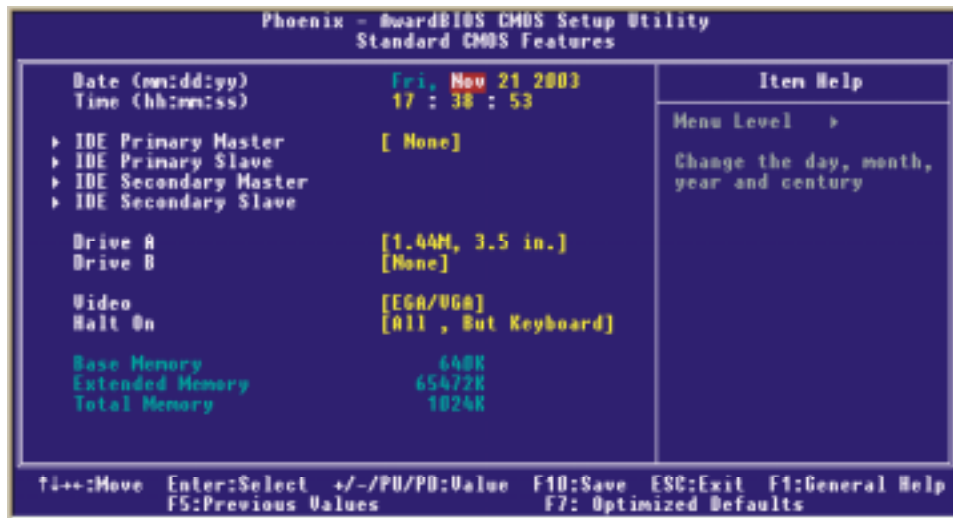 Phoenix - AwardBIOS CMOS Setup Utility
Standard CMOS Features
Date (mm:dd:yy) Fri, Nov 21 2003
Time (hh:mm:ss) 17 : 38 : 53
▸ IDE Primary Master [ None]
▸ IDE Primary Slave
▸ IDE Secondary Master
▸ IDE Secondary Slave
Drive A [1.44M, 3.5 in.]
Drive B [None]
Video [EGA/VGA]
Halt On [All , But Keyboard]
Base Memory 640K
Extended Memory 65472K
Total Memory 1024K
Item Help
Menu Level ▸
Change the day, month,
year and century
↑↓←→:Move Enter:Select +/-/PU/PD:Value F10:Save ESC:Exit F1:General Help
F5:Previous Values F7: Optimized Defaults